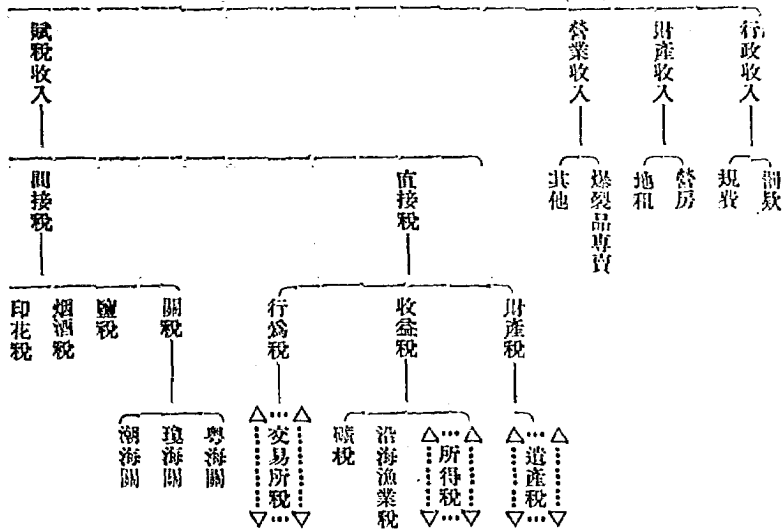 行政收入
罰款
規費
財產收入
營房
地租
營業收入
爆裂品專賣
其他
賦稅收入
直接稅
財產稅
遺產稅
收益稅
所得稅
沿海漁業稅
礦稅
行爲稅
交易所稅
間接稅
關稅
粵海關
瓊海關
潮海關
鹽稅
烟酒稅
印花稅